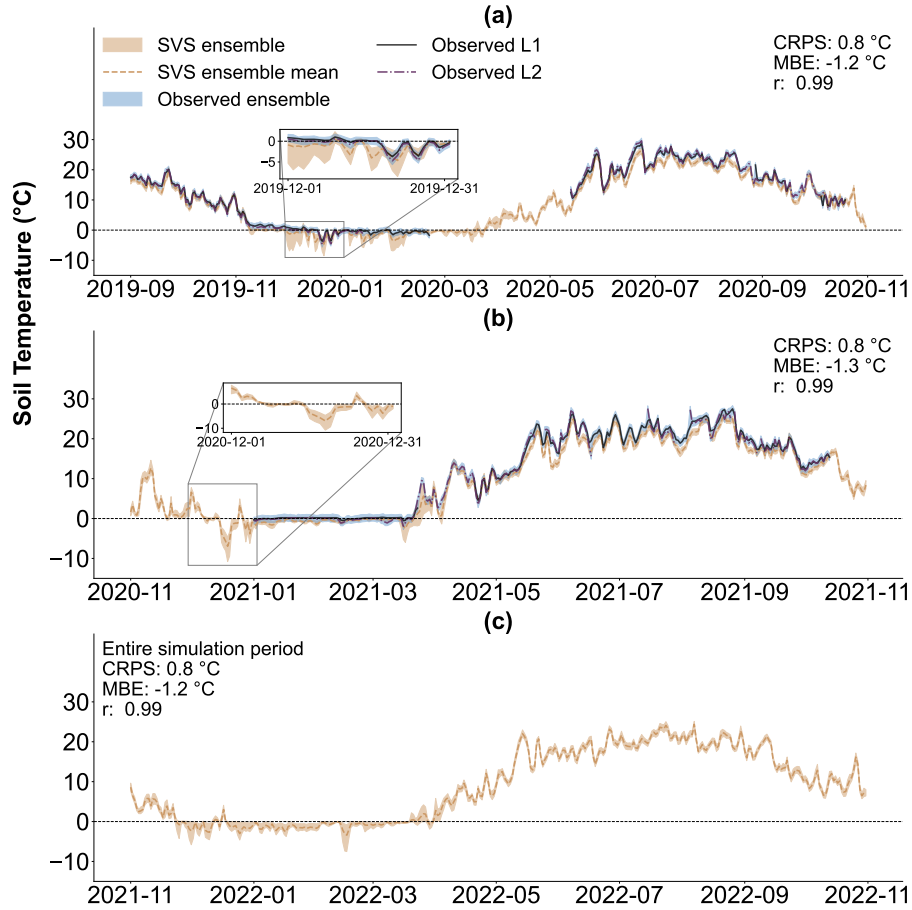 (a)
SVS ensemble
SVS ensemble mean
Observed ensemble
Observed L1
Observed L2
CRPS: 0.8 °C
MBE: -1.2 °C
r: 0.99
30
20
10
0
−10
0
−5
2019-12-01
2019-12-31
2019-09
2019-11
2020-01
2020-03
2020-05
2020-07
2020-09
2020-11
Soil Temperature (°C)
(b)
CRPS: 0.8 °C
MBE: -1.3 °C
r: 0.99
30
20
10
0
−10
0
−10
2020-12-01
2020-12-31
2020-11
2021-01
2021-03
2021-05
2021-07
2021-09
2021-11
(c)
Entire simulation period
CRPS: 0.8 °C
MBE: -1.2 °C
r: 0.99
30
20
10
0
−10
2021-11
2022-01
2022-03
2022-05
2022-07
2022-09
2022-11